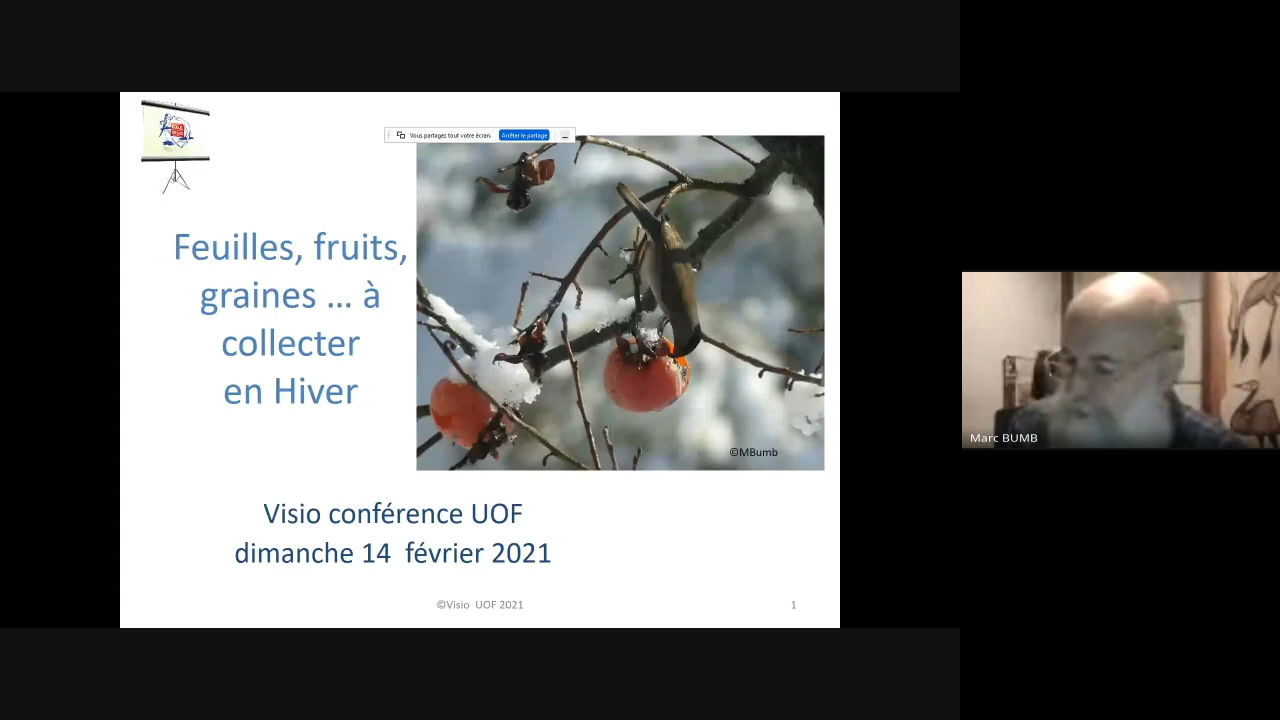 Vous partagez tout votre écran.
Arrêter le partage
Feuilles, fruits,
graines ... à
collecter
en Hiver
©MBumb
Visio conférence UOF
dimanche 14 février 2021
©Visio UOF 2021
1
Marc BUMB